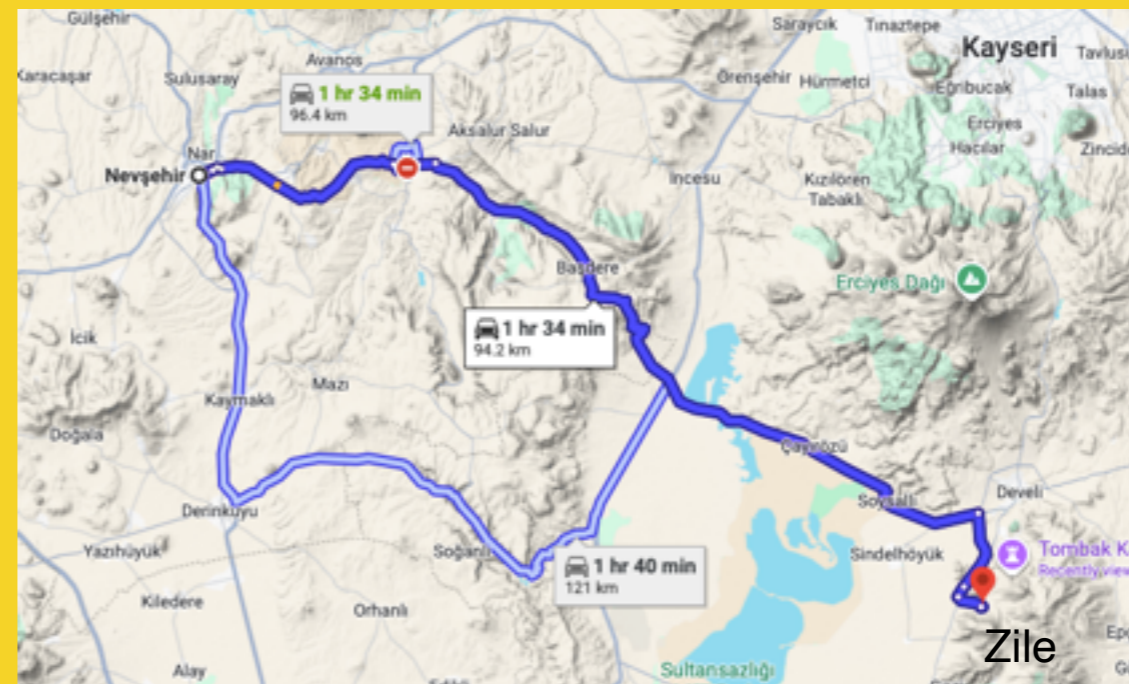 Gülşehir
Saraycık
Tınaztepe
Kayseri
Tavlusu
Karacaşar
Sulusaray
Avanos
Örenşehir
Hürmetci
Eğribucak
Talas
1 hr 34 min
96.4 km
Aksalur Salur
Erciyes
Hacılar
Zincid
Nar
Nevşehir
İncesu
Kızılören
Tabaklı
Başdere
Erciyes Dağı
İcik
1 hr 34 min
94.2 km
Mazı
Kaymaklı
Doğala
Çayırözü
Derinkuyu
Soysallı
Develi
Yazıhüyük
Soğanlı
1 hr 40 min
121 km
Sindelhöyük
Tombak K
Recently view
Kiledere
Orhanlı
Zile
Alay
Sultansazlığı